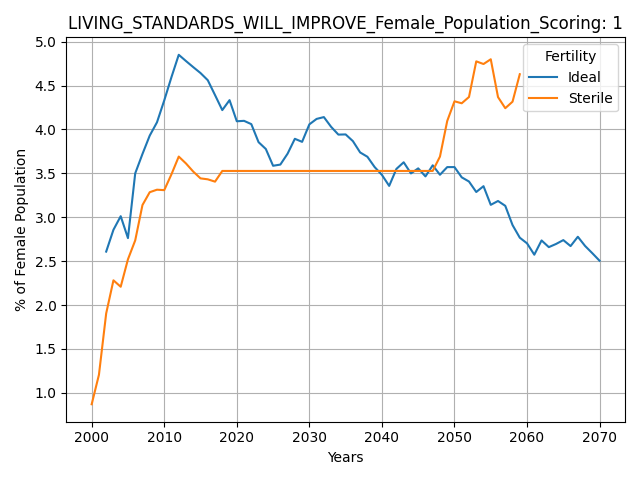 LIVING_STANDARDS_WILL_IMPROVE_Female_Population_Scoring: 1
% of Female Population
5.0
4.5
4.0
3.5
3.0
2.5
2.0
1.5
1.0
Fertility
Ideal
Sterile
2000 2010 2020 2030 2040 2050 2060 2070
Years